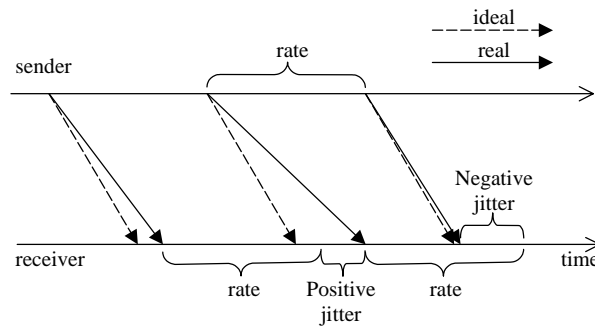 ideal
real
rate
sender
Negative
jitter
receiver
time
rate
Positive
jitter
rate